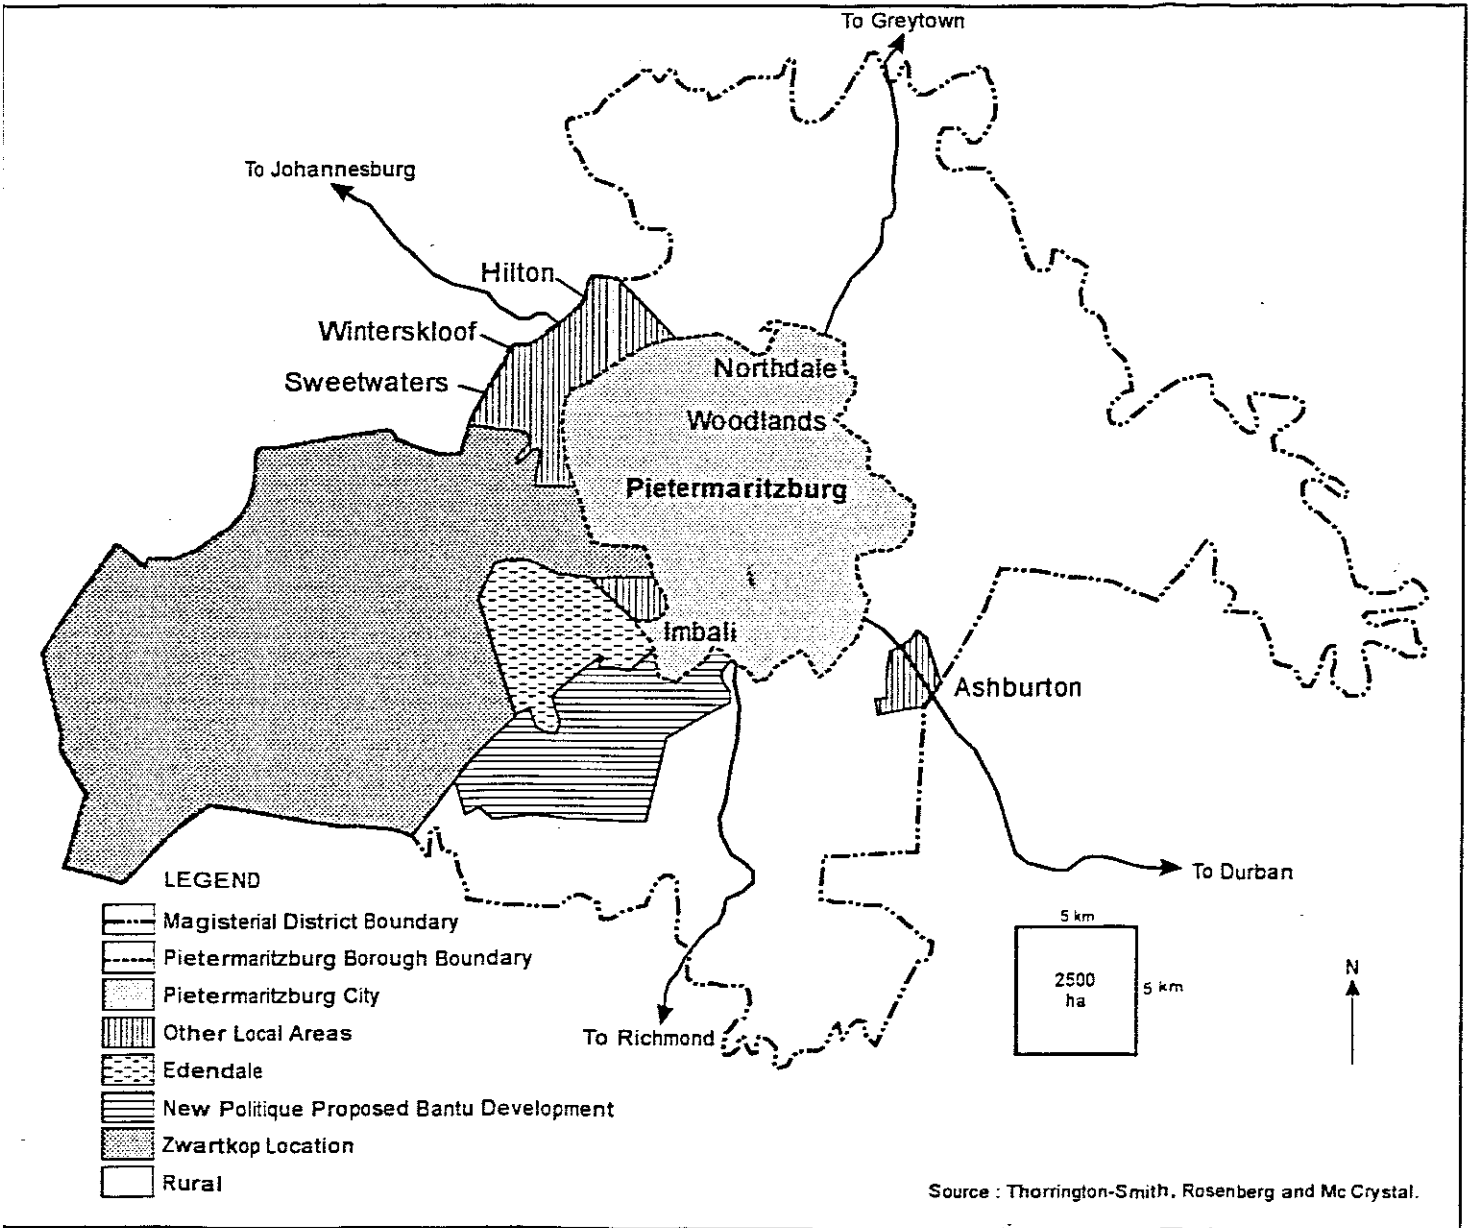 To Greytown
To Johannesburg
Hilton
Winterskloof
Sweetwaters
Northdale
Woodlands
Pietermaritzburg
Imbali
Ashburton
To Durban
To Richmond
LEGEND
Magisterial District Boundary
Pietermaritzburg Borough Boundary
Pietermaritzburg City
Other Local Areas
Edendale
New Politique Proposed Bantu Development
Zwartkop Location
Rural
5 km
2500
ha
5 km
N
Source : Thorrington-Smith, Rosenberg and Mc Crystal.